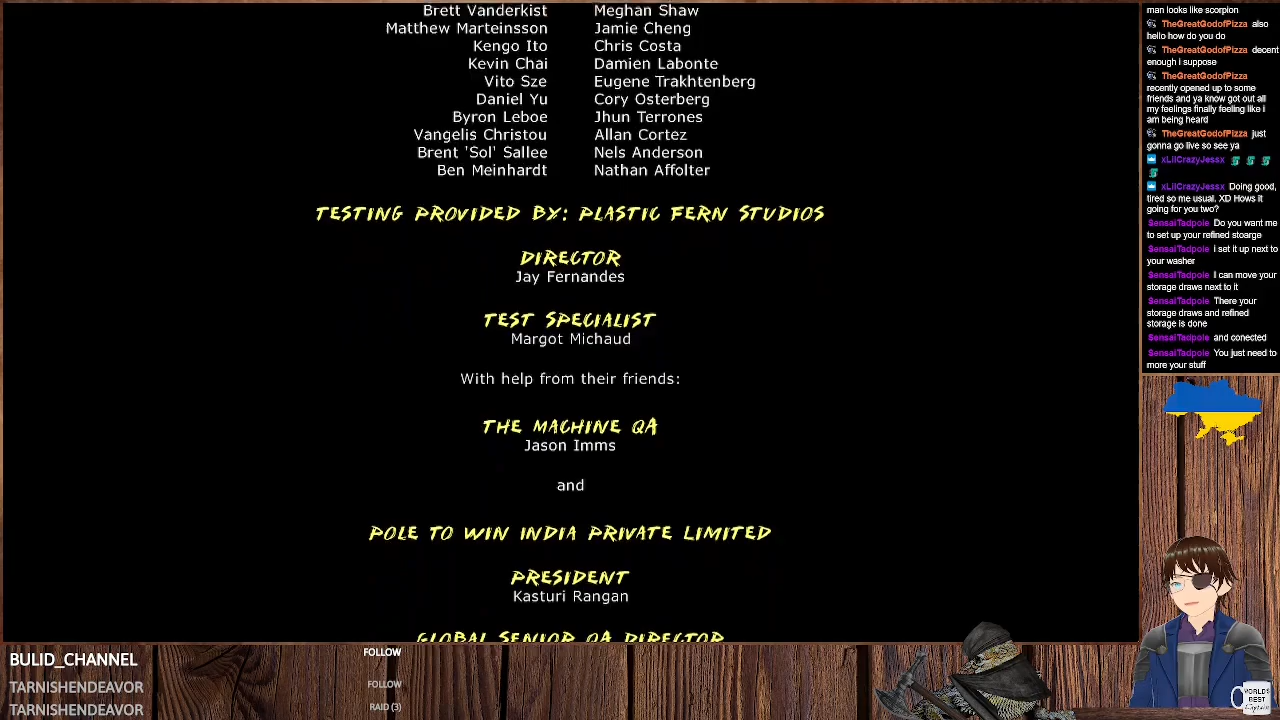 Brett Vanderkist Meghan Shaw
Matthew Marteinsson Jamie Cheng
Kengo Ito Chris Costa
Kevin Chai Damien Labonte
Vito Sze Eugene Trakhtenberg
Daniel Yu Cory Osterberg
Byron Leboe Jhun Terrones
Vangelis Christou Allan Cortez
Brent 'Sol' Sallee Nels Anderson
Ben Meinhardt Nathan Affolter
TESTING PROVIDED BY: PLASTIC FERN STUDIOS
DIRECTOR
Jay Fernandes
TEST SPECIALIST
Margot Michaud
With help from their friends:
THE MACHINE QA
Jason Imms
and
POLE TO WIN INDIA PRIVATE LIMITED
PRESIDENT
Kasturi Rangan
GLOBAL SENIOR QA DIRECTOR
man looks like scorpion
TheGreatGodofPizza also
hello how do you do
TheGreatGodofPizza decent
enough i suppose
TheGreatGodofPizza
recently opened up to some
friends and ya know got out all
my feelings finally feeling like i
am being heard
TheGreatGodofPizza just
gonna go live so see ya
xLilCrazyJessx
xLilCrazyJessx Doing good,
tired so me usual. XD Hows it
going for you two?
SensaiTadpole Do you want me
to set up your refined stoarge
SensaiTadpole i set it up next to
your washer
SensaiTadpole I can move your
storage draws next to it
SensaiTadpole There your
storage draws and refined
storage is done
SensaiTadpole and conected
SensaiTadpole You just need to
more your stuff
BULID_CHANNEL FOLLOW
TARNISHENDEAVOR FOLLOW
TARNISHENDEAVOR RAID (3)
WORLD'S
BEST